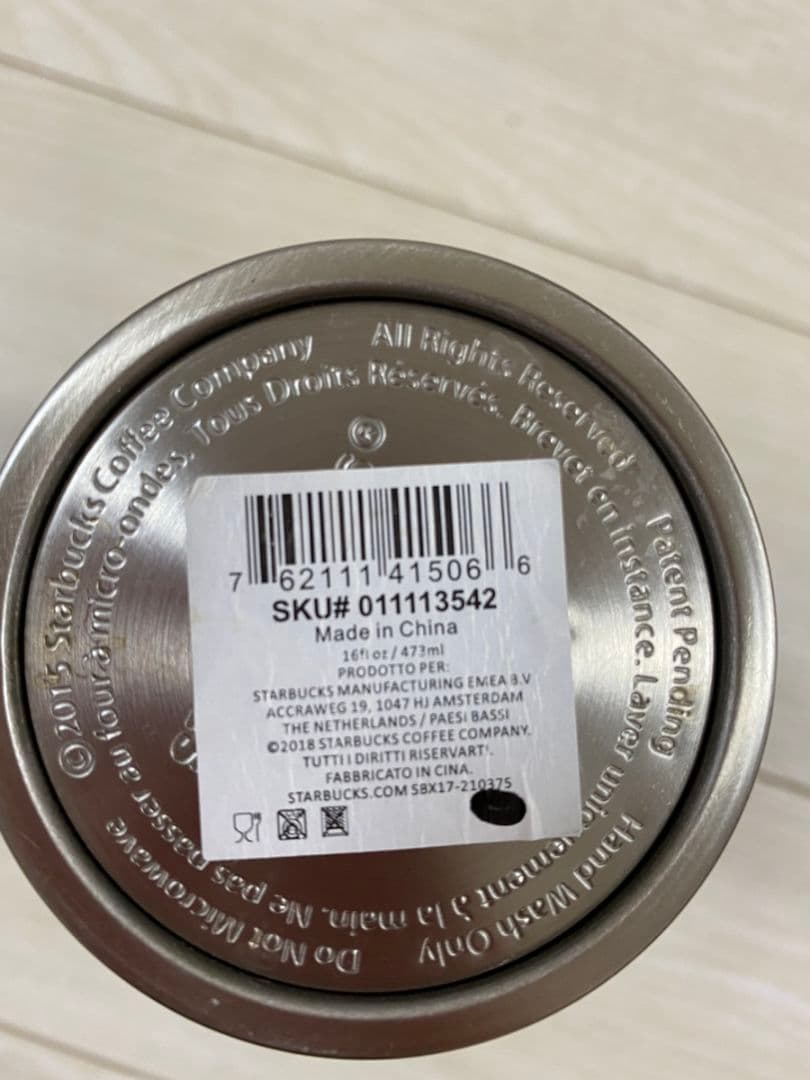 © 2015 Starbucks Coffee Company All Rights Reserved Patent Pending Hand Wash Only Do Not Microwave
Ne pas passer au four à micro-ondes. Tous Droits Réservés. Brevet en instance. Laver uniquement à la main.
®
7 62111 41506 6
SKU# 011113542
Made in China
16fl oz / 473ml
PRODOTTO PER:
STARBUCKS MANUFACTURING EMEA B.V
ACCRAWEG 19, 1047 HJ AMSTERDAM
THE NETHERLANDS / PAESI BASSI
©2018 STARBUCKS COFFEE COMPANY.
TUTTI I DIRITTI RISERVARTI.
FABBRICATO IN CINA.
STARBUCKS.COM SBX17-210375